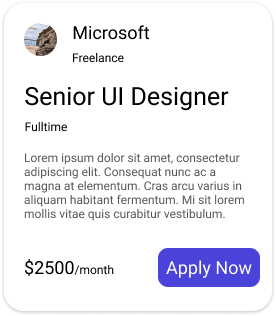 Microsoft
Freelance
Senior UI Designer
Fulltime
Lorem ipsum dolor sit amet, consectetur
adipiscing elit. Consequat nunc ac a
magna at elementum. Cras arcu varius in
aliquam habitant fermentum. Mi sit lorem
mollis vitae quis curabitur vestibulum.
$2500/month
Apply Now